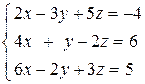 2x − 3y + 5z = −4
4x + y − 2z = 6
6x − 2y + 3z = 5